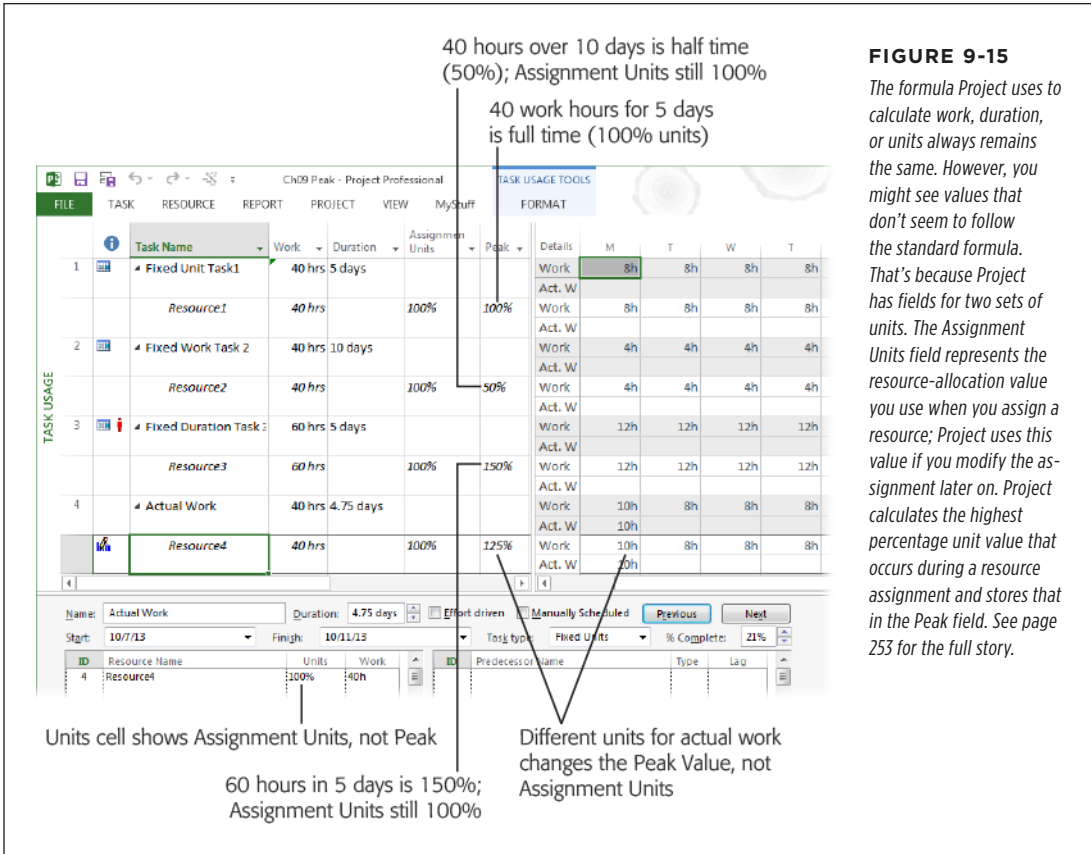 40 hours over 10 days is half time
(50%); Assignment Units still 100%
40 work hours for 5 days
is full time (100% units)
Ch09 Peak - Project Professional
TASK USAGE TOOLS
FILE TASK RESOURCE REPORT PROJECT VIEW MyStuff FORMAT
Task Name Work Duration Assignmen Units Peak Details M T W T
1 Fixed Unit Task1 40 hrs 5 days Work 8h 8h 8h 8h
Act. W
Resource1 40 hrs 100% 100% Work 8h 8h 8h 8h
Act. W
2 Fixed Work Task 2 40 hrs 10 days Work 4h 4h 4h 4h
Act. W
Resource2 40 hrs 100% 50% Work 4h 4h 4h 4h
Act. W
3 Fixed Duration Task 3 60 hrs 5 days Work 12h 12h 12h 12h
Act. W
Resource3 60 hrs 100% 150% Work 12h 12h 12h 12h
Act. W
4 Actual Work 40 hrs 4.75 days Work 10h 8h 8h 8h
Act. W 10h
Resource4 40 hrs 100% 125% Work 10h 8h 8h 8h
Act. W 10h
TASK USAGE
Name: Actual Work Duration: 4.75 days Effort driven Manually Scheduled Previous Next
Start: 10/7/13 Finish: 10/11/13 Task type: Fixed Units % Complete: 21%
ID Resource Name Units Work ID Predecessor Name Type Lag
4 Resource4 100% 40h
Units cell shows Assignment Units, not Peak
60 hours in 5 days is 150%;
Assignment Units still 100%
Different units for actual work
changes the Peak Value, not
Assignment Units
FIGURE 9-15
The formula Project uses to
calculate work, duration,
or units always remains
the same. However, you
might see values that
don't seem to follow
the standard formula.
That's because Project
has fields for two sets of
units. The Assignment
Units field represents the
resource-allocation value
you use when you assign a
resource; Project uses this
value if you modify the as-
signment later on. Project
calculates the highest
percentage unit value that
occurs during a resource
assignment and stores that
in the Peak field. See page
253 for the full story.